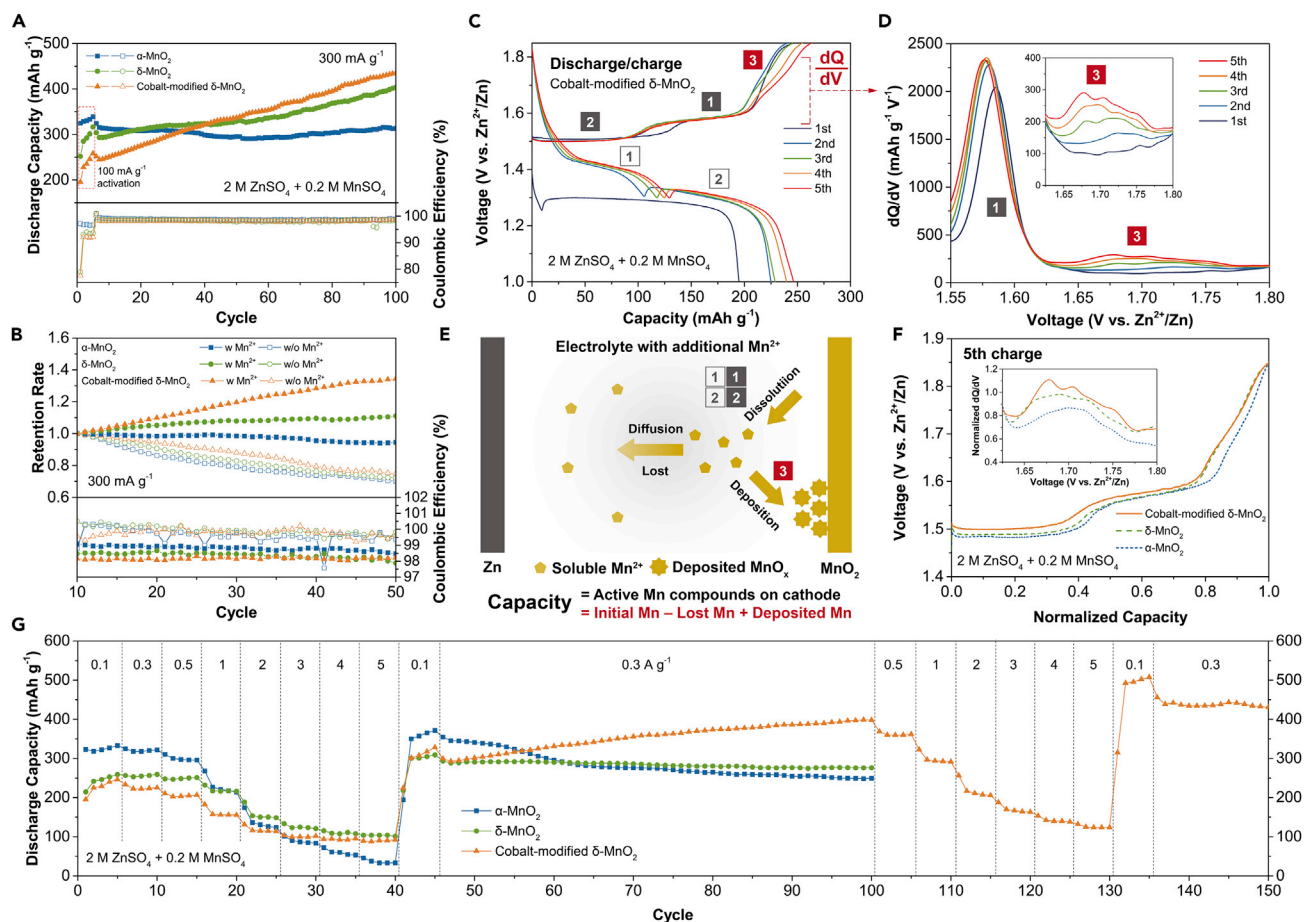 A
500
400
300
200
100
Discharge Capacity (mAh g⁻¹)
α-MnO₂
δ-MnO₂
Cobalt-modified δ-MnO₂
300 mA g⁻¹
100 mA g⁻¹
activation
2 M ZnSO₄ + 0.2 M MnSO₄
100
90
80
Coulombic Efficiency (%)
0 20 40 60 80 100
Cycle
B
1.6
1.4
1.2
1.0
0.8
0.6
Retention Rate
α-MnO₂ w Mn²⁺ w/o Mn²⁺
δ-MnO₂ w Mn²⁺ w/o Mn²⁺
Cobalt-modified δ-MnO₂ w Mn²⁺ w/o Mn²⁺
300 mA g⁻¹
102
101
100
99
98
97
Coulombic Efficiency (%)
10 20 30 40 50
Cycle
C
1.8
1.6
1.4
1.2
1.0
Voltage (V vs. Zn²⁺/Zn)
Discharge/charge
Cobalt-modified δ-MnO₂
3
dQ
dV
1
2
1
2
1st
2nd
3rd
4th
5th
2 M ZnSO₄ + 0.2 M MnSO₄
0 50 100 150 200 250 300
Capacity (mAh g⁻¹)
D
2500
2000
1500
1000
500
0
dQ/dV (mAh g⁻¹ V⁻¹)
400
300
200
100
0
3
1.65 1.70 1.75 1.80
5th
4th
3rd
2nd
1st
1
3
1.55 1.60 1.65 1.70 1.75 1.80
Voltage (V vs. Zn²⁺/Zn)
E
Electrolyte with additional Mn²⁺
1 1
2 2
Dissolutiion
Diffusion
Lost
3
Deposition
Zn
Soluble Mn²⁺
Deposited MnOₓ
MnO₂
Capacity = Active Mn compounds on cathode
= Initial Mn – Lost Mn + Deposited Mn
F
1.9
1.8
1.7
1.6
1.5
1.4
Voltage (V vs. Zn²⁺/Zn)
5th charge
1.4
1.2
1.0
0.8
0.6
0.4
Normalized dQ/dV
1.65 1.70 1.75 1.80
Voltage (V vs. Zn²⁺/Zn)
Cobalt-modified δ-MnO₂
δ-MnO₂
α-MnO₂
2 M ZnSO₄ + 0.2 M MnSO₄
0.0 0.2 0.4 0.6 0.8 1.0
Normalized Capacity
G
600
500
400
300
200
100
0
Discharge Capacity (mAh g⁻¹)
0.1 0.3 0.5 1 2 3 4 5 0.1 0.3 A g⁻¹ 0.5 1 2 3 4 5 0.1 0.3
α-MnO₂
δ-MnO₂
Cobalt-modified δ-MnO₂
2 M ZnSO₄ + 0.2 M MnSO₄
600
500
400
300
200
100
0
0 5 10 15 20 25 30 35 40 50 60 70 80 90 100 110 120 130 140 150
Cycle